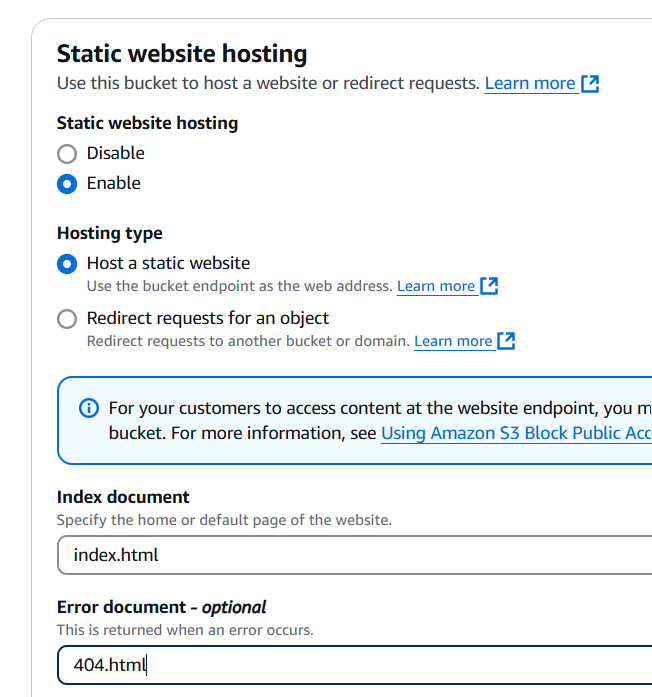 Static website hosting
Use this bucket to host a website or redirect requests. Learn more
Static website hosting
Disable
Enable
Hosting type
Host a static website
Use the bucket endpoint as the web address. Learn more
Redirect requests for an object
Redirect requests to another bucket or domain. Learn more
For your customers to access content at the website endpoint, you
bucket. For more information, see Using Amazon S3 Block Public
Index document
Specify the home or default page of the website.
index.html
Error document - optional
This is returned when an error occurs.
404.html